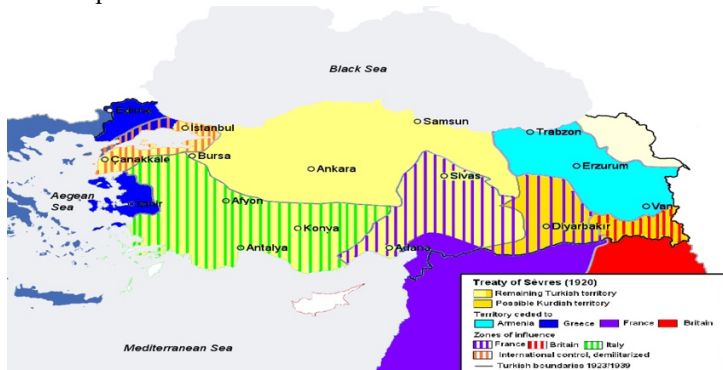 Black Sea
Edirne
İstanbul
Samsun
Trabzon
Çanakkale
Bursa
Ankara
Sivas
Erzurum
Aegean
Sea
İzmir
Afyon
Van
Konya
Diyarbakır
Antalya
Adana
Mediterranean Sea
Treaty of Sèvres (1920)
Remaining Turkish territory
Possible Kurdish territory
Territory ceded to
Armenia Greece France Britain
Zones of influence
France Britain Italy
International control, demilitarized
Turkish boundaries 1923/1939